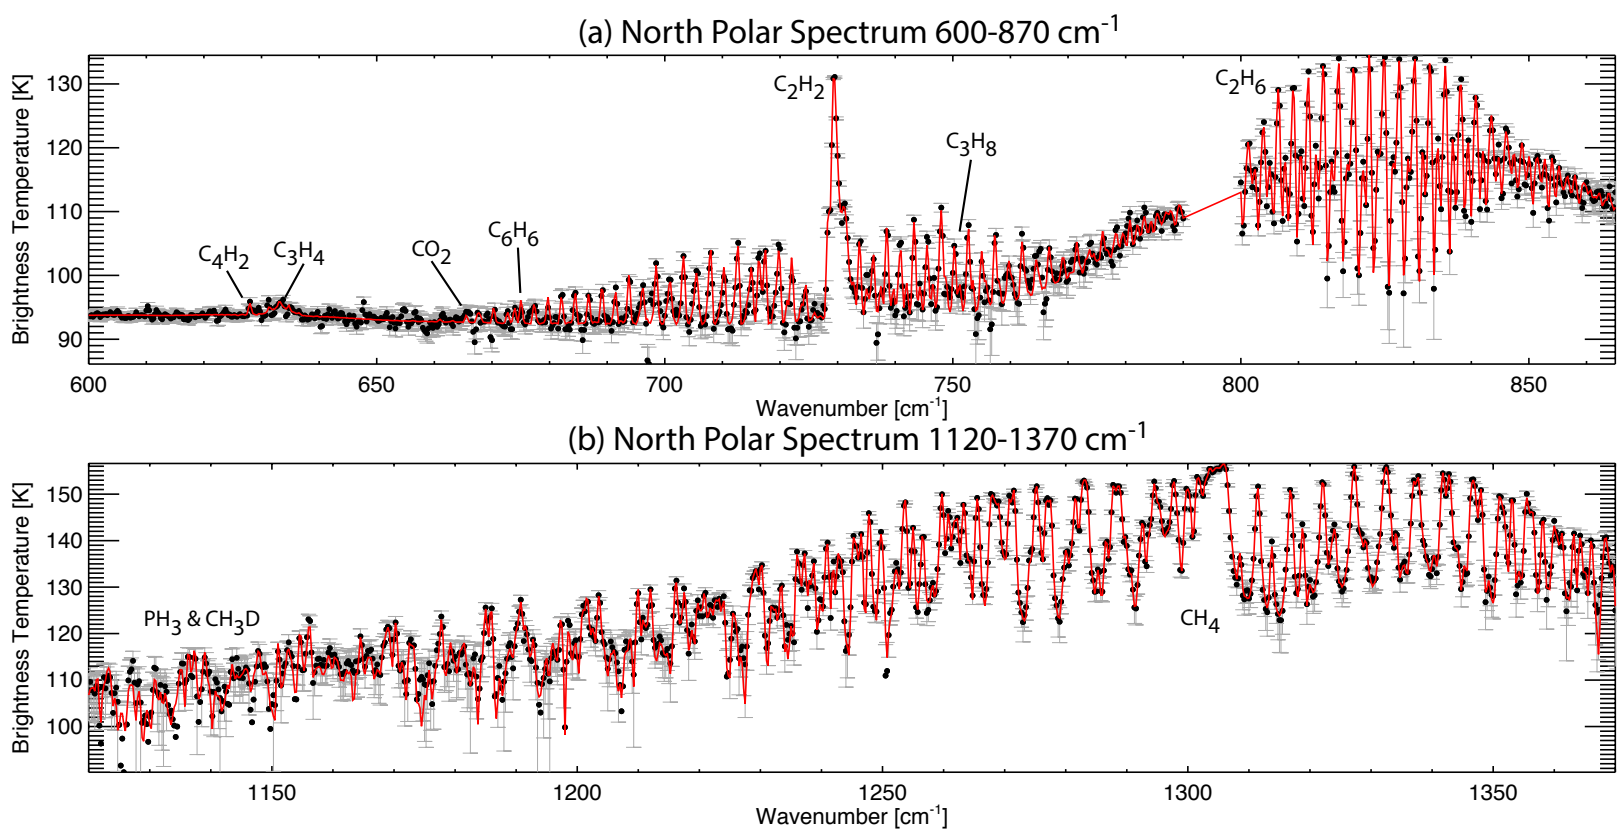 (a) North Polar Spectrum 600-870 cm-1
Brightness Temperature [K]
130
120
110
100
90
C2H2
C2H6
C3H8
C4H2
C3H4
CO2
C6H6
600
650
700
750
800
850
Wavenumber [cm-1]
(b) North Polar Spectrum 1120-1370 cm-1
Brightness Temperature [K]
150
140
130
120
110
100
PH3 & CH3D
CH4
1150
1200
1250
1300
1350
Wavenumber [cm-1]